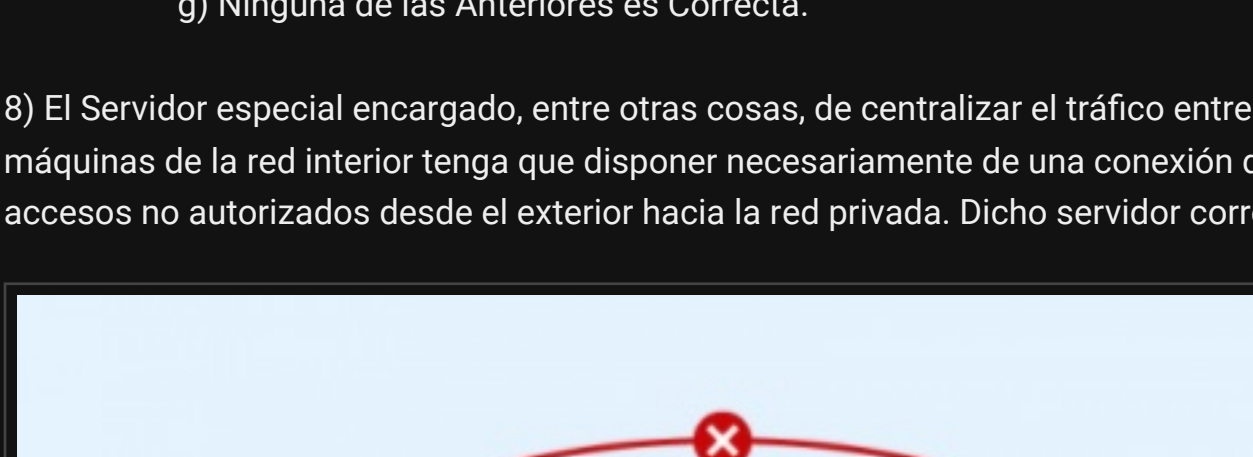 g) Ninguna de las Anteriores es Correcta.
8) El Servidor especial encargado, entre otras cosas, de centralizar el tráfico entre
máquinas de la red interior tenga que disponer necesariamente de una conexión
accesos no autorizados desde el exterior hacia la red privada. Dicho servidor